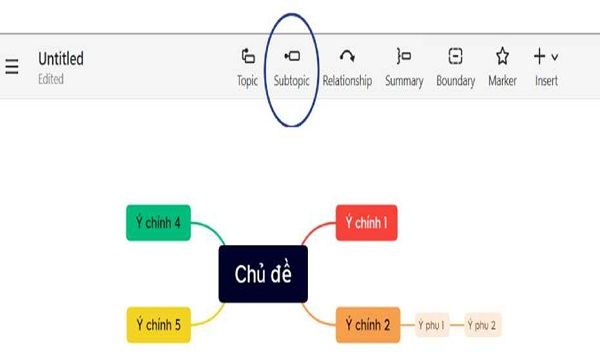 Untitled
Edited
Topic Subtopic Relationship Summary Boundary Marker Insert
Ý chính 4
Ý chính 1
Chủ đề
Ý chính 5
Ý chính 2
Ý phụ 1
Ý phụ 2